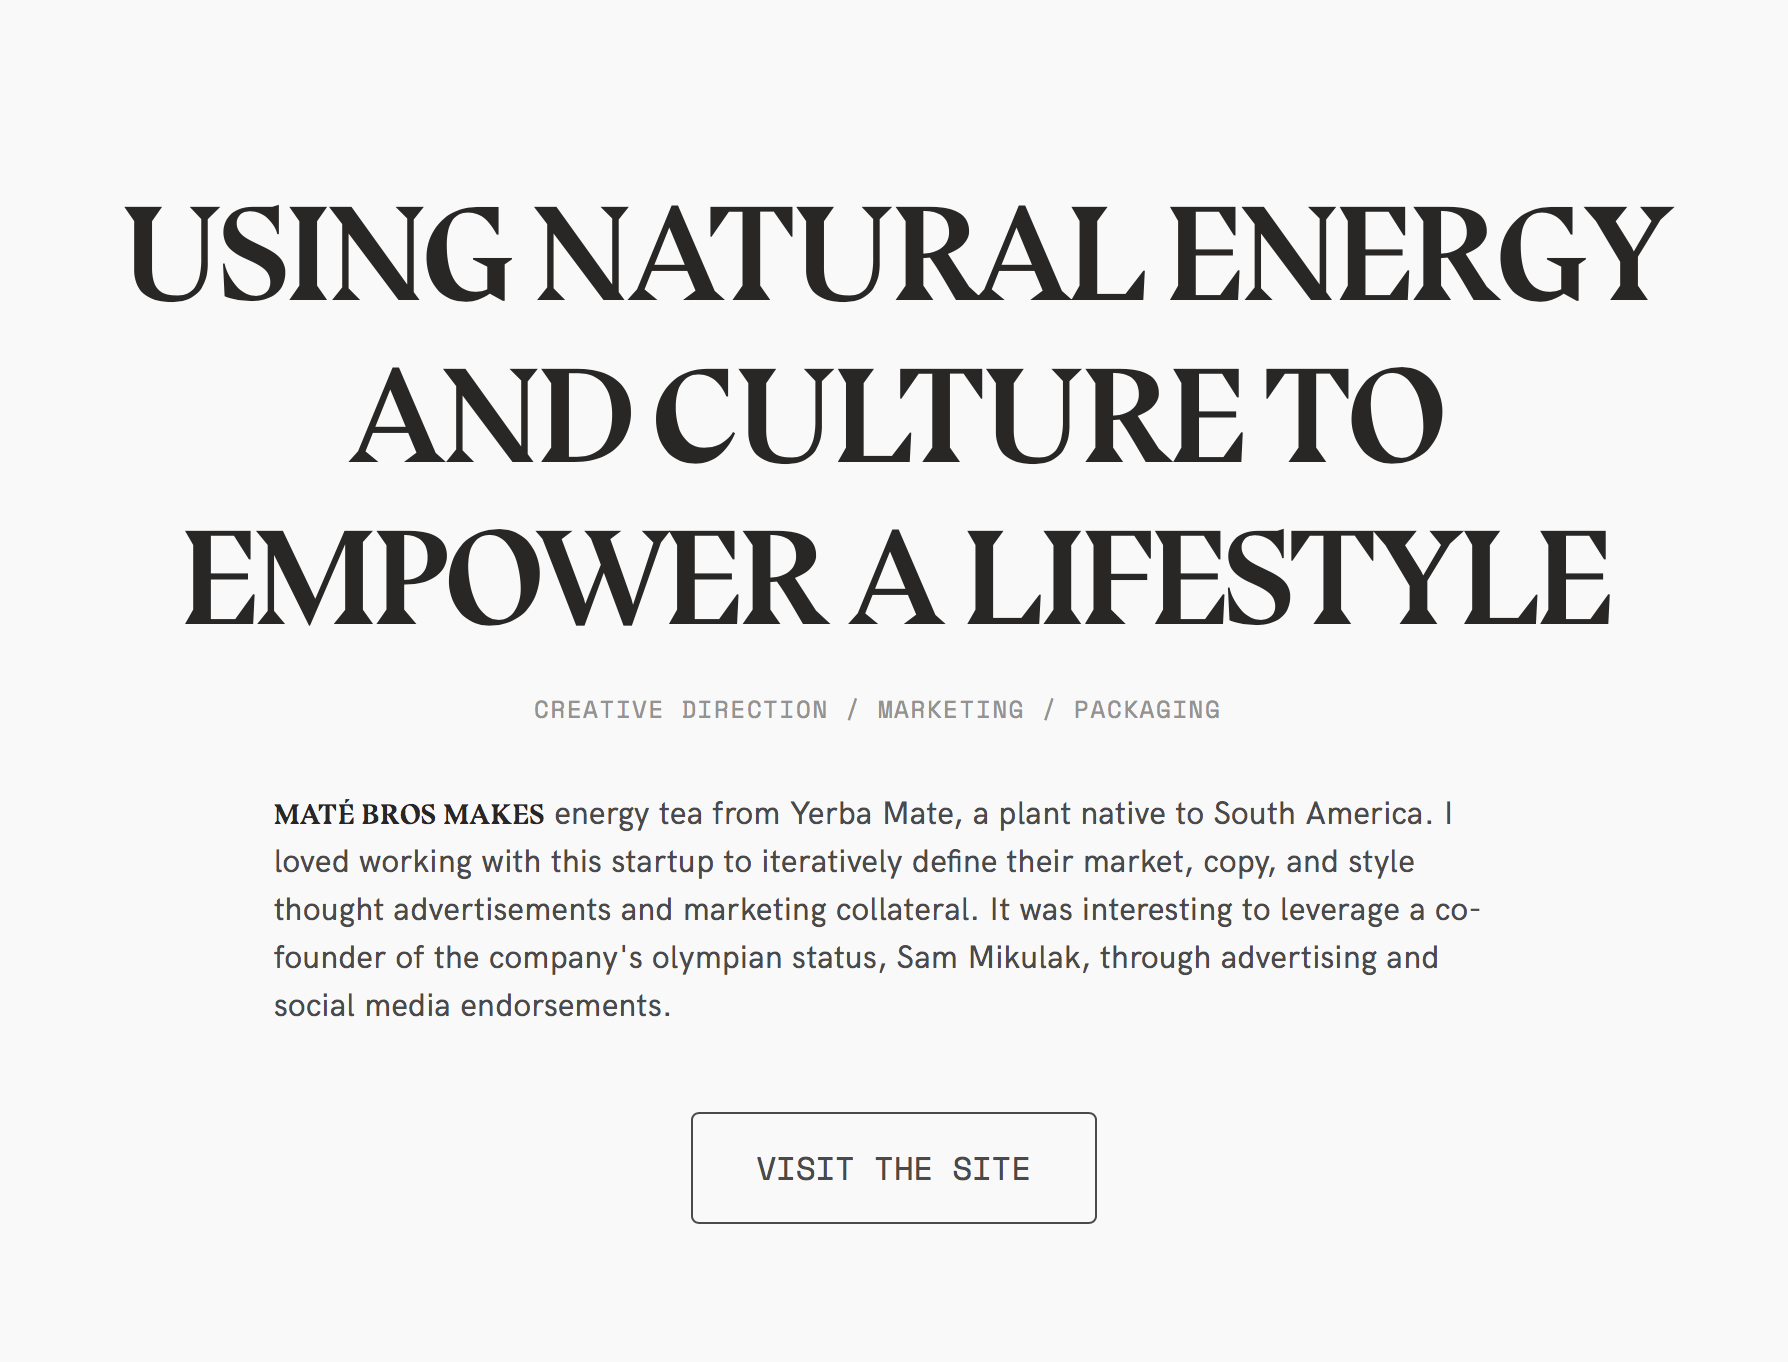 USING NATURAL ENERGY
AND CULTURE TO
EMPOWER A LIFESTYLE
CREATIVE DIRECTION / MARKETING / PACKAGING
MATÉ BROS MAKES energy tea from Yerba Mate, a plant native to South America. I
loved working with this startup to iteratively define their market, copy, and style
thought advertisements and marketing collateral. It was interesting to leverage a co-
founder of the company's olympian status, Sam Mikulak, through advertising and
social media endorsements.
VISIT THE SITE